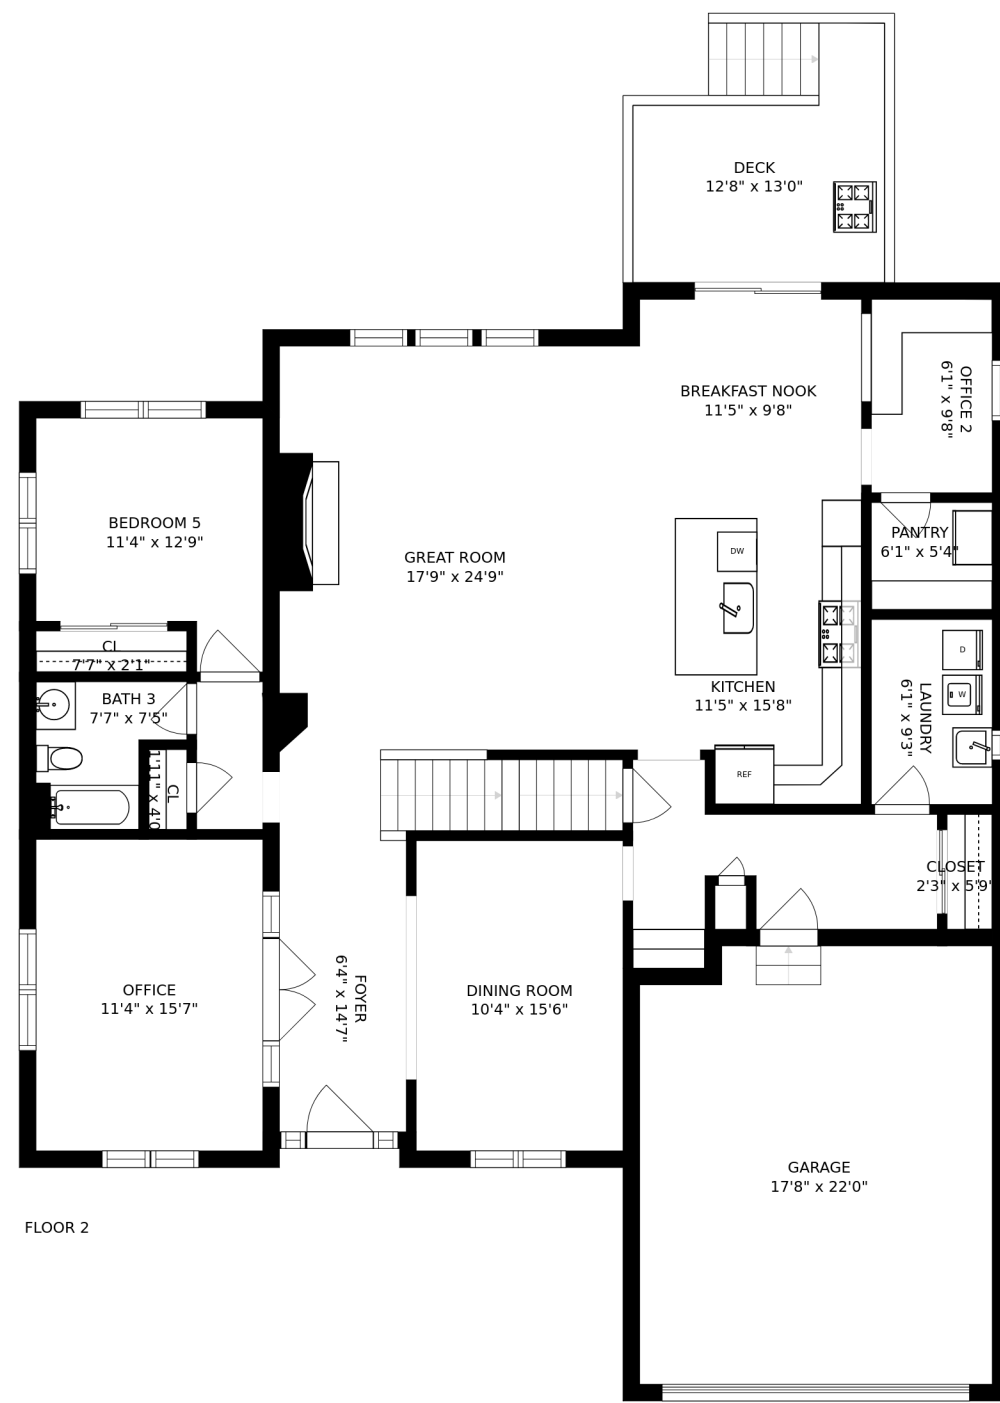 DECK
12'8" x 13'0"
BREAKFAST NOOK
11'5" x 9'8"
OFFICE 2
6'1" x 9'8"
BEDROOM 5
11'4" x 12'9"
GREAT ROOM
17'9" x 24'9"
DW
PANTRY
6'1" x 5'4"
CL
7'7" x 2'1"
D
W
LAUNDRY
6'1" x 9'3"
BATH 3
7'7" x 7'5"
KITCHEN
11'5" x 15'8"
REF
CL
1'11" x 4'0
CLOSET
2'3" x 5'9"
OFFICE
11'4" x 15'7"
FOYER
6'4" x 14'7"
DINING ROOM
10'4" x 15'6"
GARAGE
17'8" x 22'0"
FLOOR 2